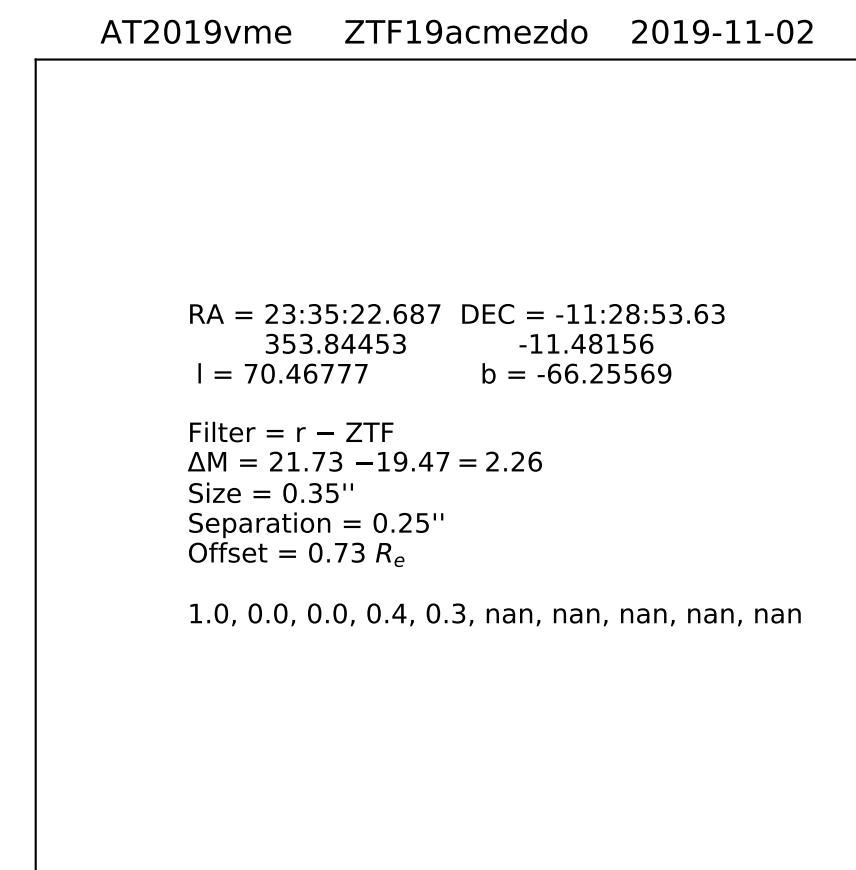 AT2019vme ZTF19acmezdo 2019-11-02
RA = 23:35:22.687 DEC = -11:28:53.63
353.84453 -11.48156
l = 70.46777 b = -66.25569
Filter = r − ZTF
ΔM = 21.73 −19.47 = 2.26
Size = 0.35''
Separation = 0.25''
Offset = 0.73 Re
1.0, 0.0, 0.0, 0.4, 0.3, nan, nan, nan, nan, nan